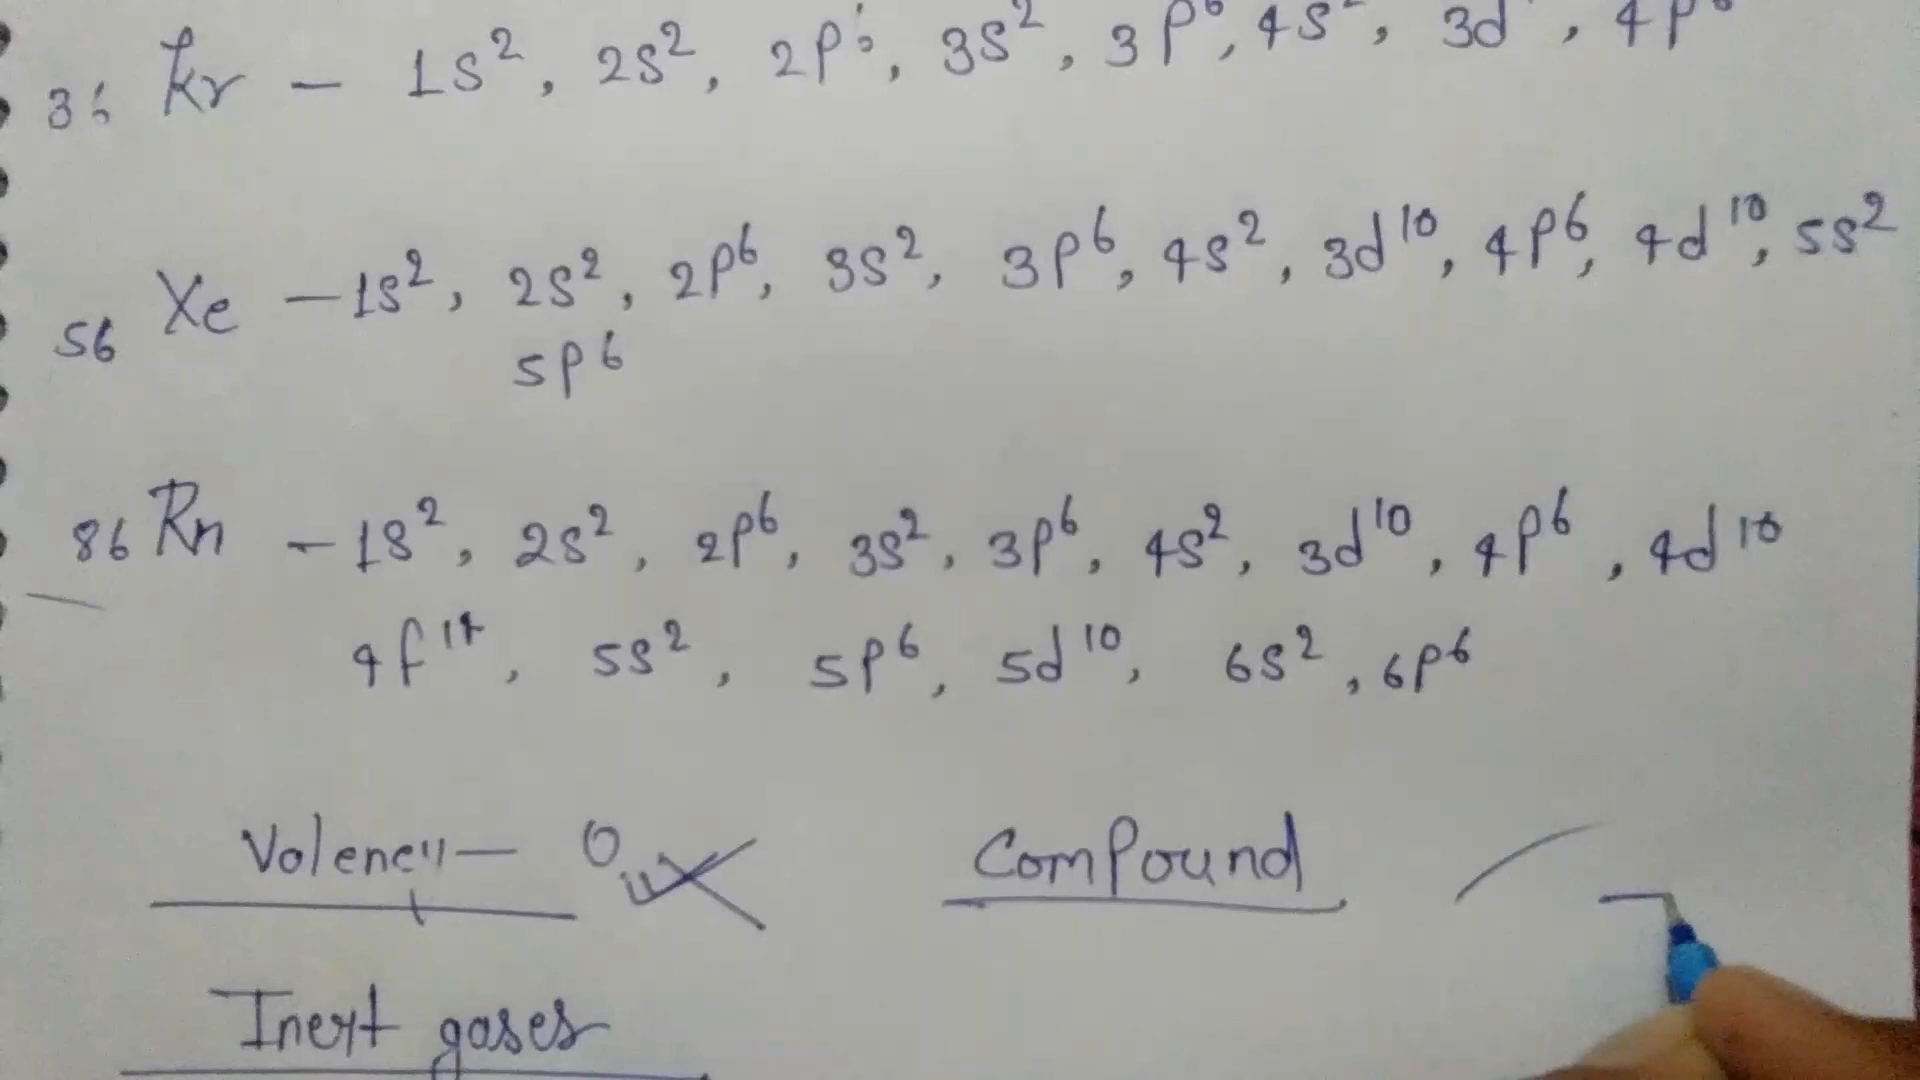 36 Kr – 1s², 2s², 2p⁶, 3s², 3p⁶, 4s², 3d , 4p⁶
56 Xe – 1s², 2s², 2p⁶, 3s², 3p⁶, 4s², 3d¹⁰, 4p⁶, 4d¹⁰, 5s²
5p⁶
86 Rn – 1s², 2s², 2p⁶, 3s², 3p⁶, 4s², 3d¹⁰, 4p⁶, 4d¹⁰
4f¹⁴, 5s², 5p⁶, 5d¹⁰, 6s², 6p⁶
Valency – 0 Compound
Inert gases